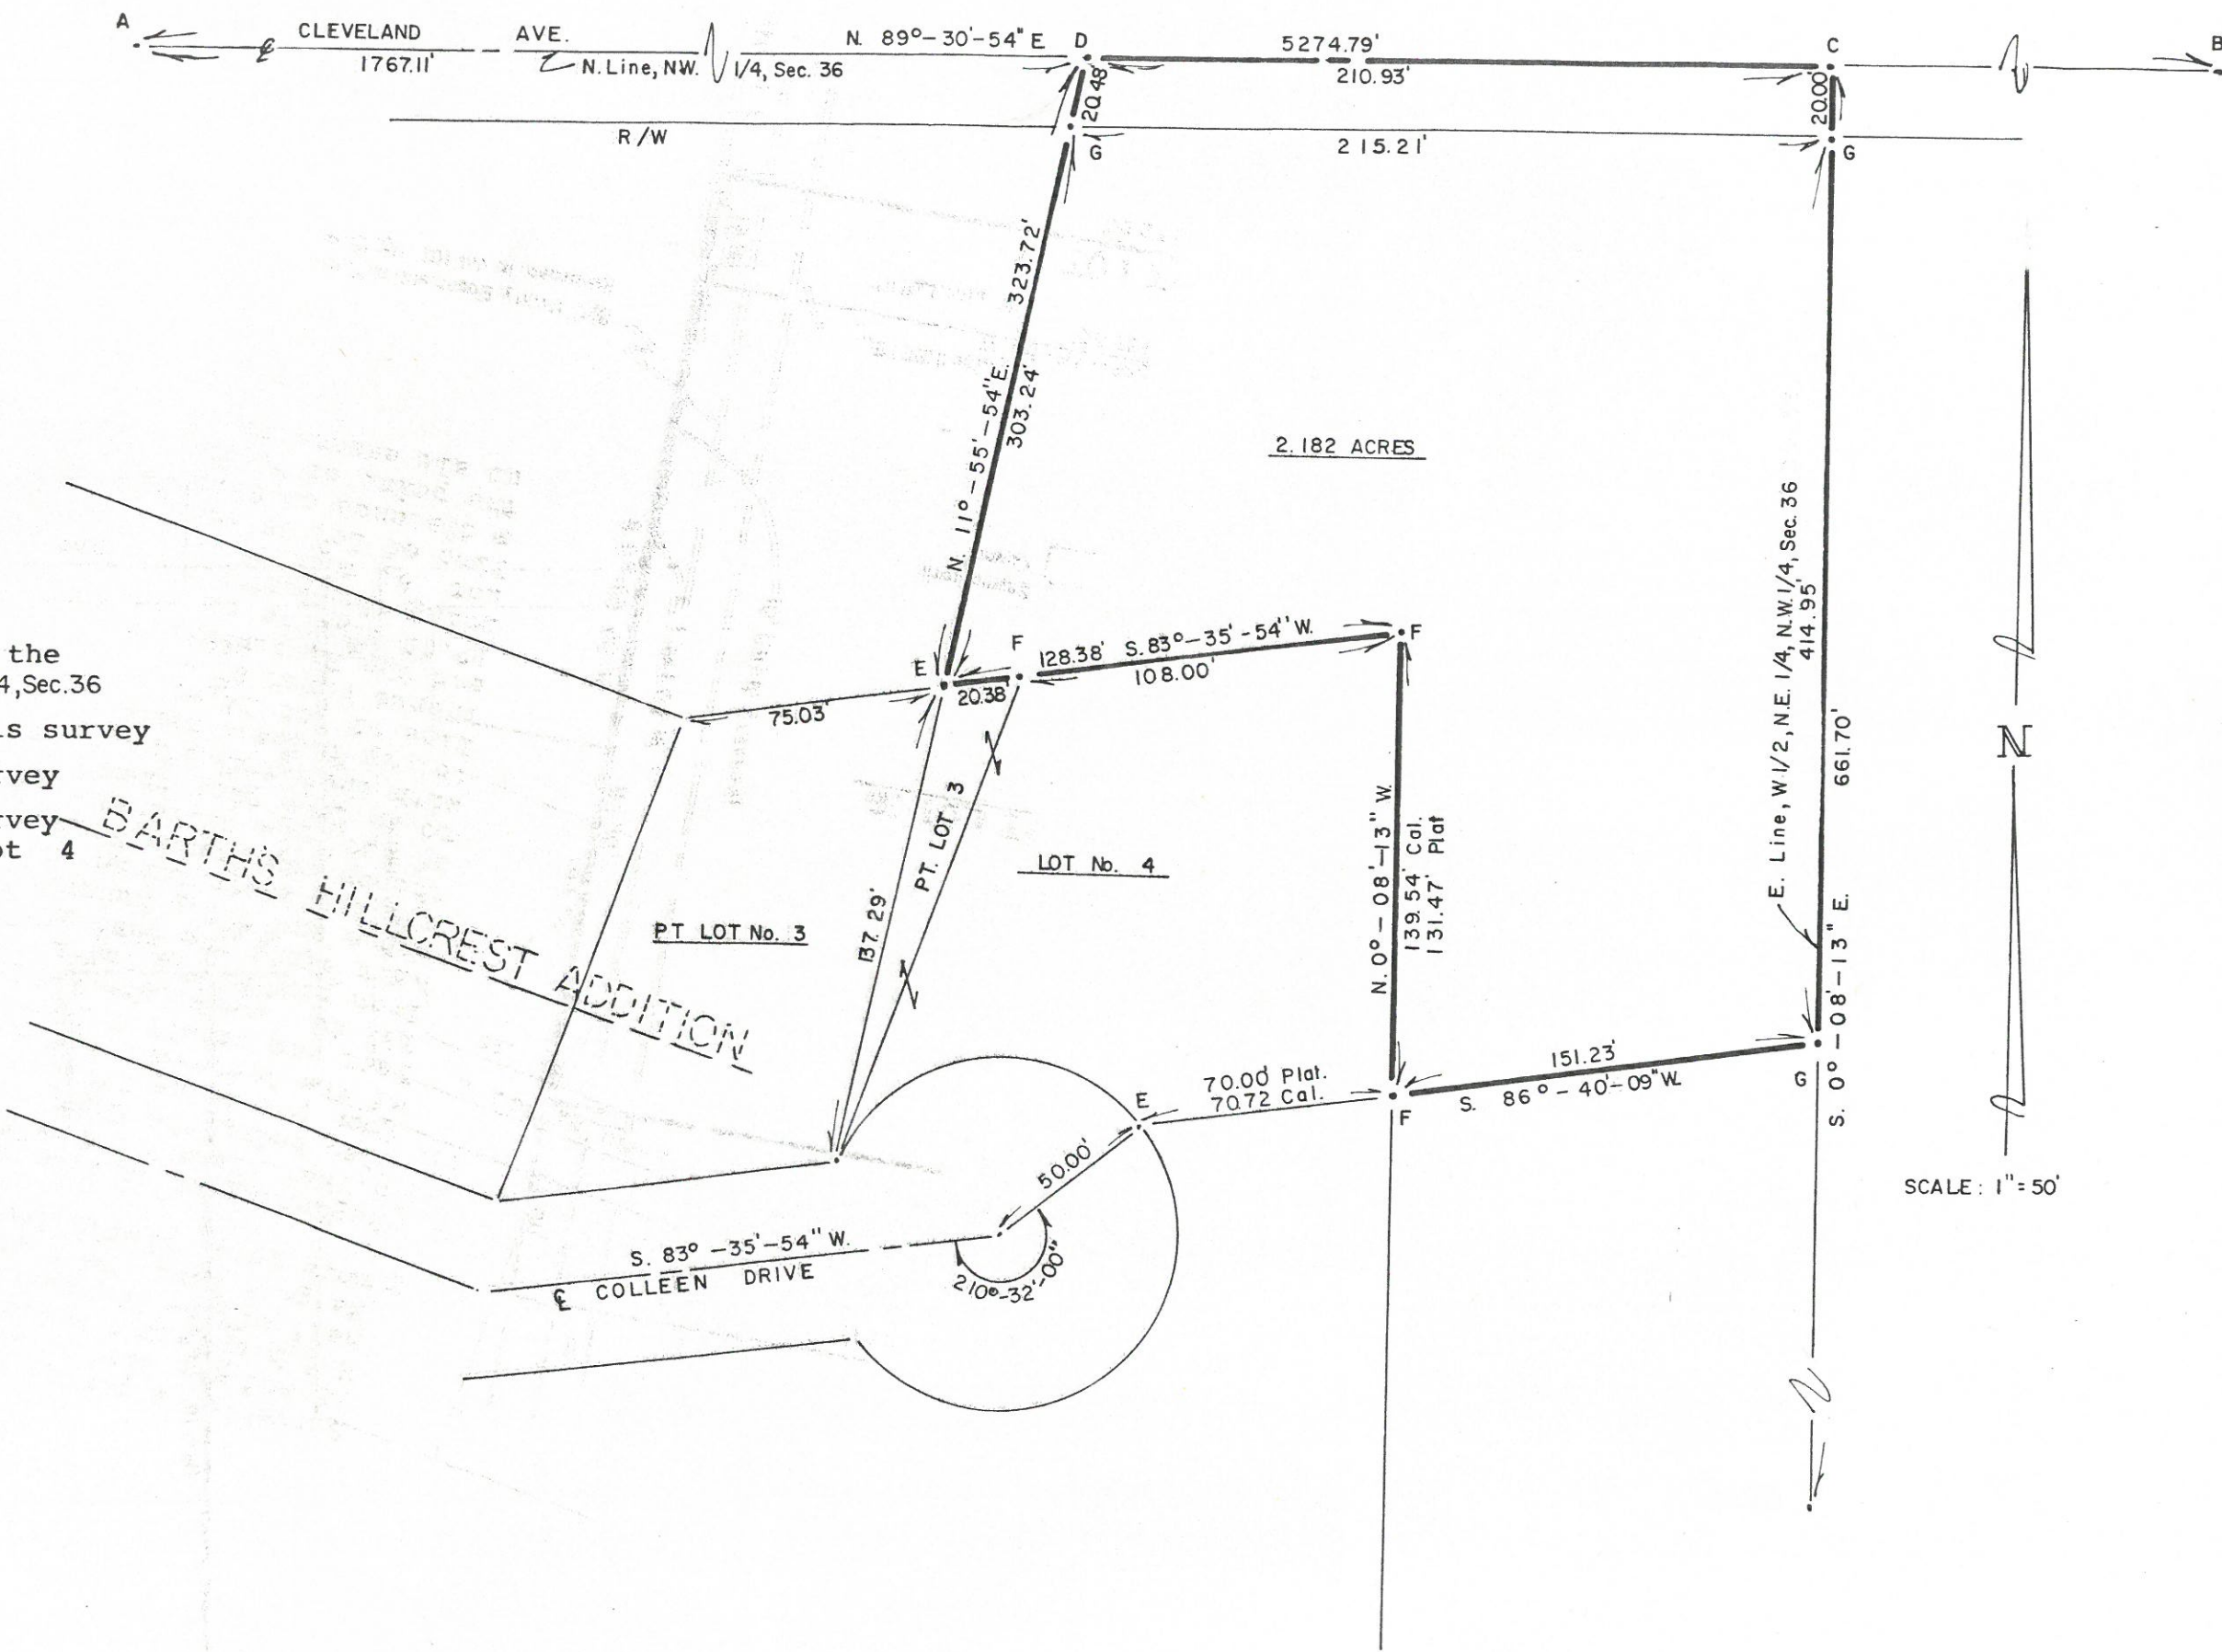 A
CLEVELAND AVE.
N. 89°-30'-54" E
D
5274.79'
C
B
℄
1767.11'
N. Line, NW. 1/4, Sec. 36
210.93'
20.48
20.00'
R/W
G
215.21'
G
323.72'
N. 11°-55'-54" E.
303.24'
2.182 ACRES
E. Line, W.1/2, N.E. 1/4, N.W. 1/4, Sec. 36
414.95'
661.70'
S. 0°-08'-13" E.
N
SCALE: 1"=50'
the
4,Sec.36
is survey
rvey
rvey
ot 4
E
F
128.38' S. 83°-35'-54" W.
F
75.03'
20.38'
108.00'
PT. LOT 3
137.29'
LOT No. 4
PT LOT No. 3
N. 0°-08'-13" W.
139.54' Cal.
131.47' Plat
BARTH'S HILLCREST ADDITION
151.23'
S. 86°-40'-09" W.
G
F
70.00' Plat.
70.72 Cal.
E
50.00'
210°-32'-00"
S. 83°-35'-54" W.
℄ COLLEEN DRIVE